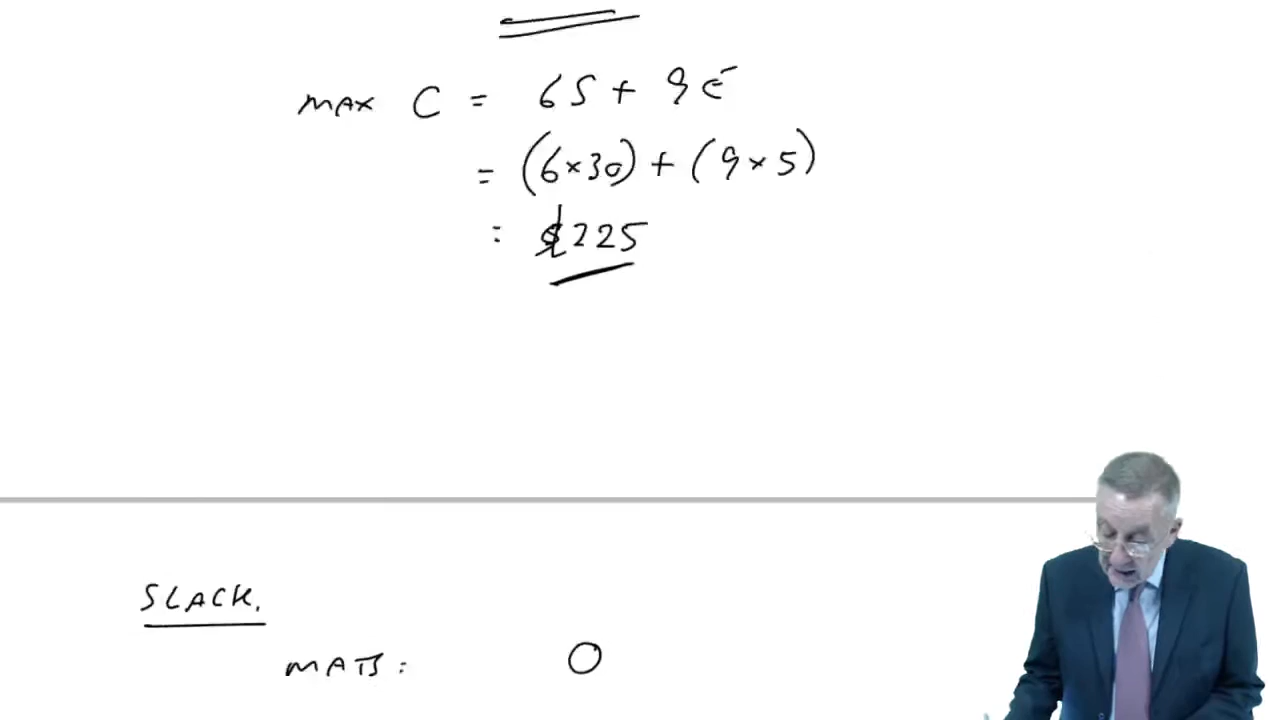 MAX C = 6S + 9E
= (6×30) + (9×5)
= $225
SLACK.
MATS: 0